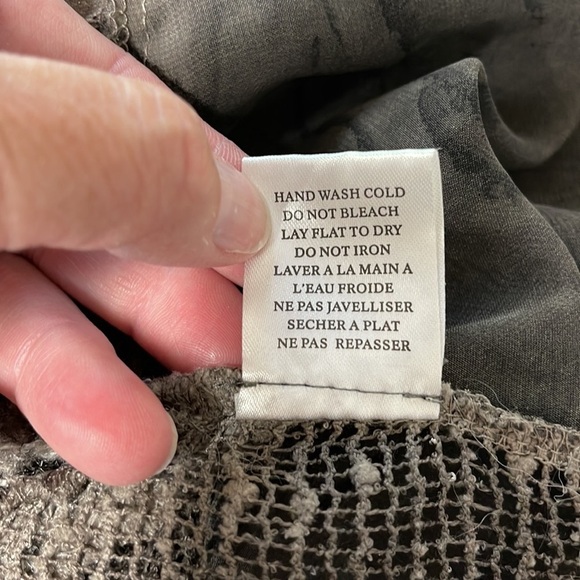 HAND WASH COLD
DO NOT BLEACH
LAY FLAT TO DRY
DO NOT IRON
LAVER A LA MAIN A
L'EAU FROIDE
NE PAS JAVELLISER
SECHER A PLAT
NE PAS REPASSER